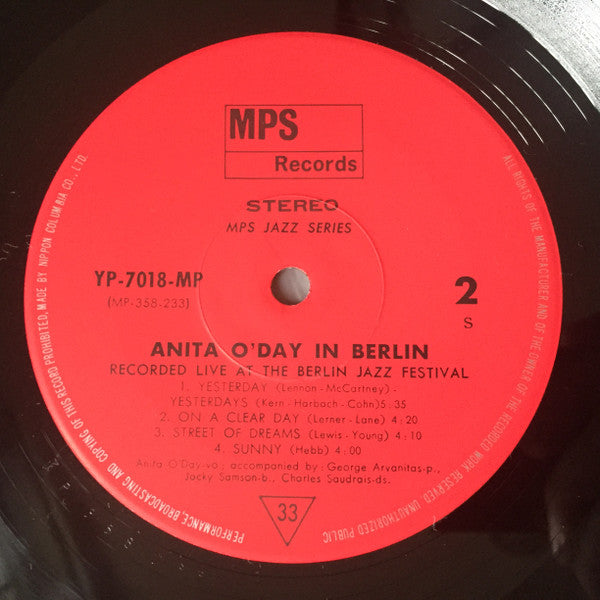 MPS
Records
STEREO
MPS JAZZ SERIES
YP-7018-MP
(MP-358-233)
2
S
ANITA O'DAY IN BERLIN
RECORDED LIVE AT THE BERLIN JAZZ FESTIVAL
1. YESTERDAY (Lennon-McCartney)-
YESTERDAYS (Kern-Harbach-Cohn)5:35
2. ON A CLEAR DAY (Lerner-Lane) 4:20
3. STREET OF DREAMS (Lewis-Young) 4:10
4. SUNNY (Hebb) 4:00
Anita O'Day-vo; accompanied by: George Arvanitas-p.,
Jacky Samson-b., Charles Saudrais-ds.
33
ALL RIGHTS OF THE MANUFACTURER AND OF THE OWNER OF THE RECORDED WORK RESERVED UNAUTHORIZED PUBLIC
PERFORMANCE, BROADCASTING AND COPYING OF THIS RECORD PROHIBITED, MADE BY NIPPON COLUMBIA CO., LTD.